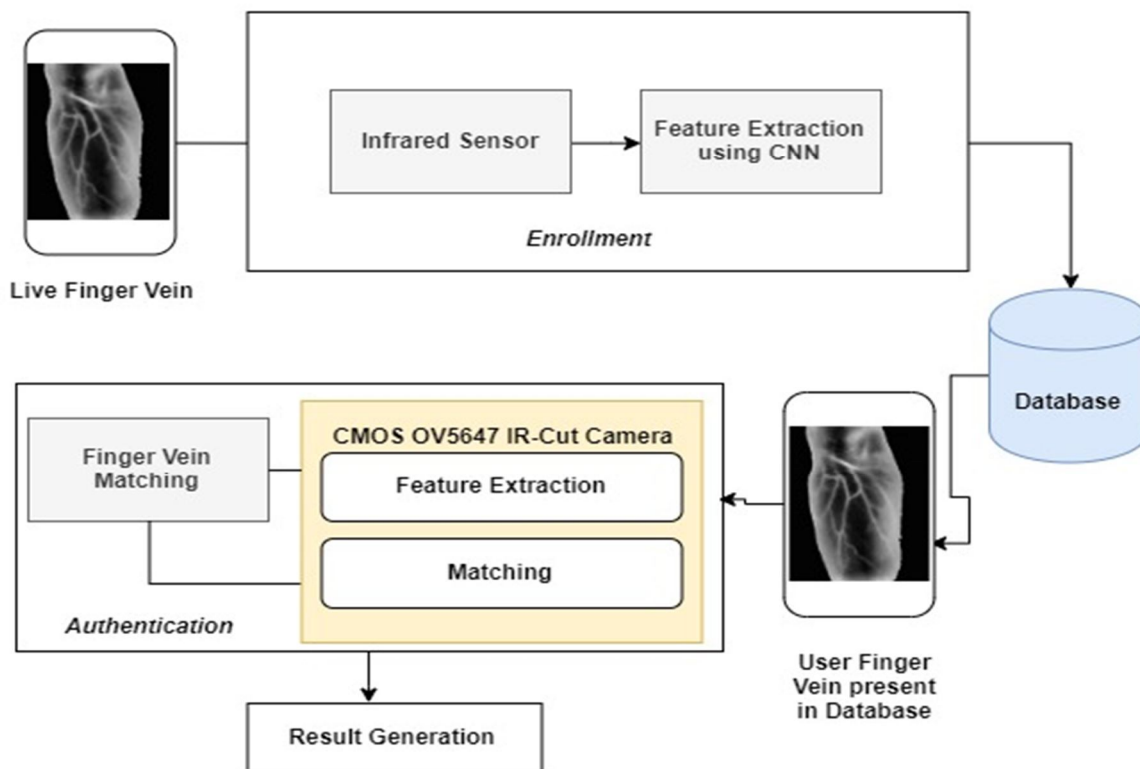 Infrared Sensor
Feature Extraction
using CNN
Enrollment
Live Finger Vein
Database
CMOS OV5647 IR-Cut Camera
Finger Vein
Matching
Feature Extraction
Matching
Authentication
User Finger
Vein present
in Database
Result Generation